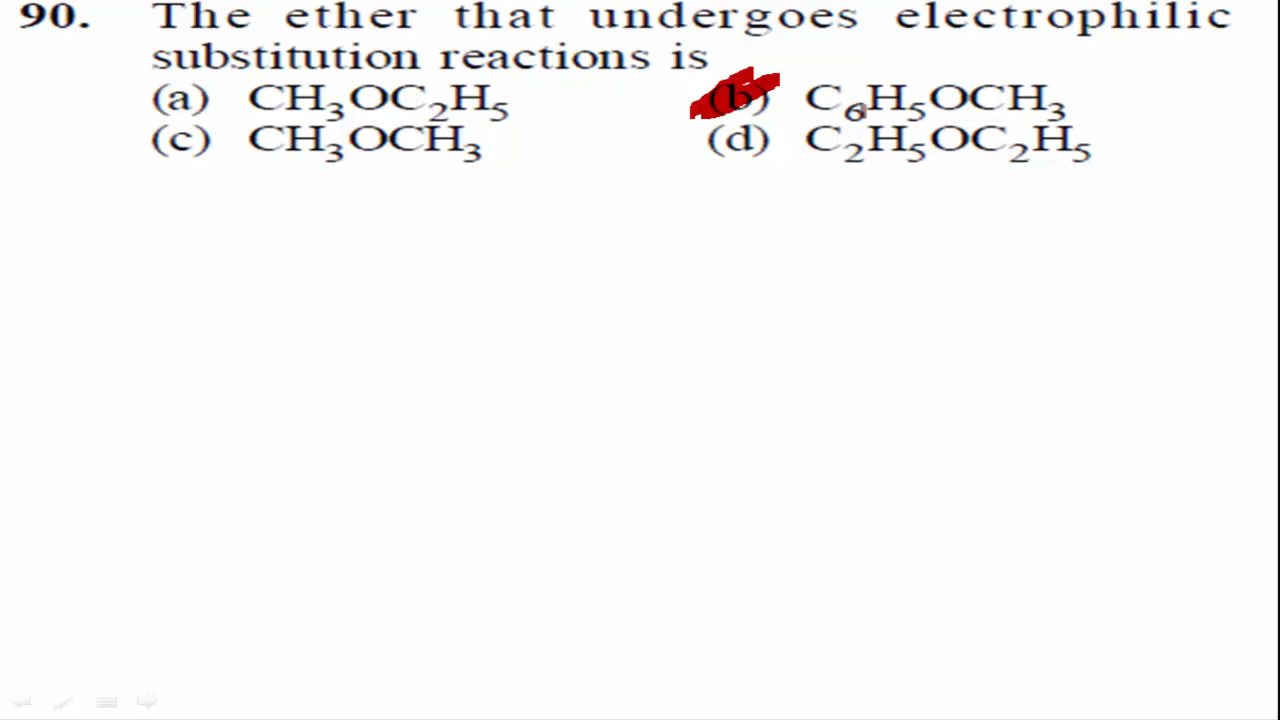 90. The ether that undergoes electrophilic
substitution reactions is
(a) CH₃OC₂H₅ (b) C₆H₅OCH₃
(c) CH₃OCH₃ (d) C₂H₅OC₂H₅